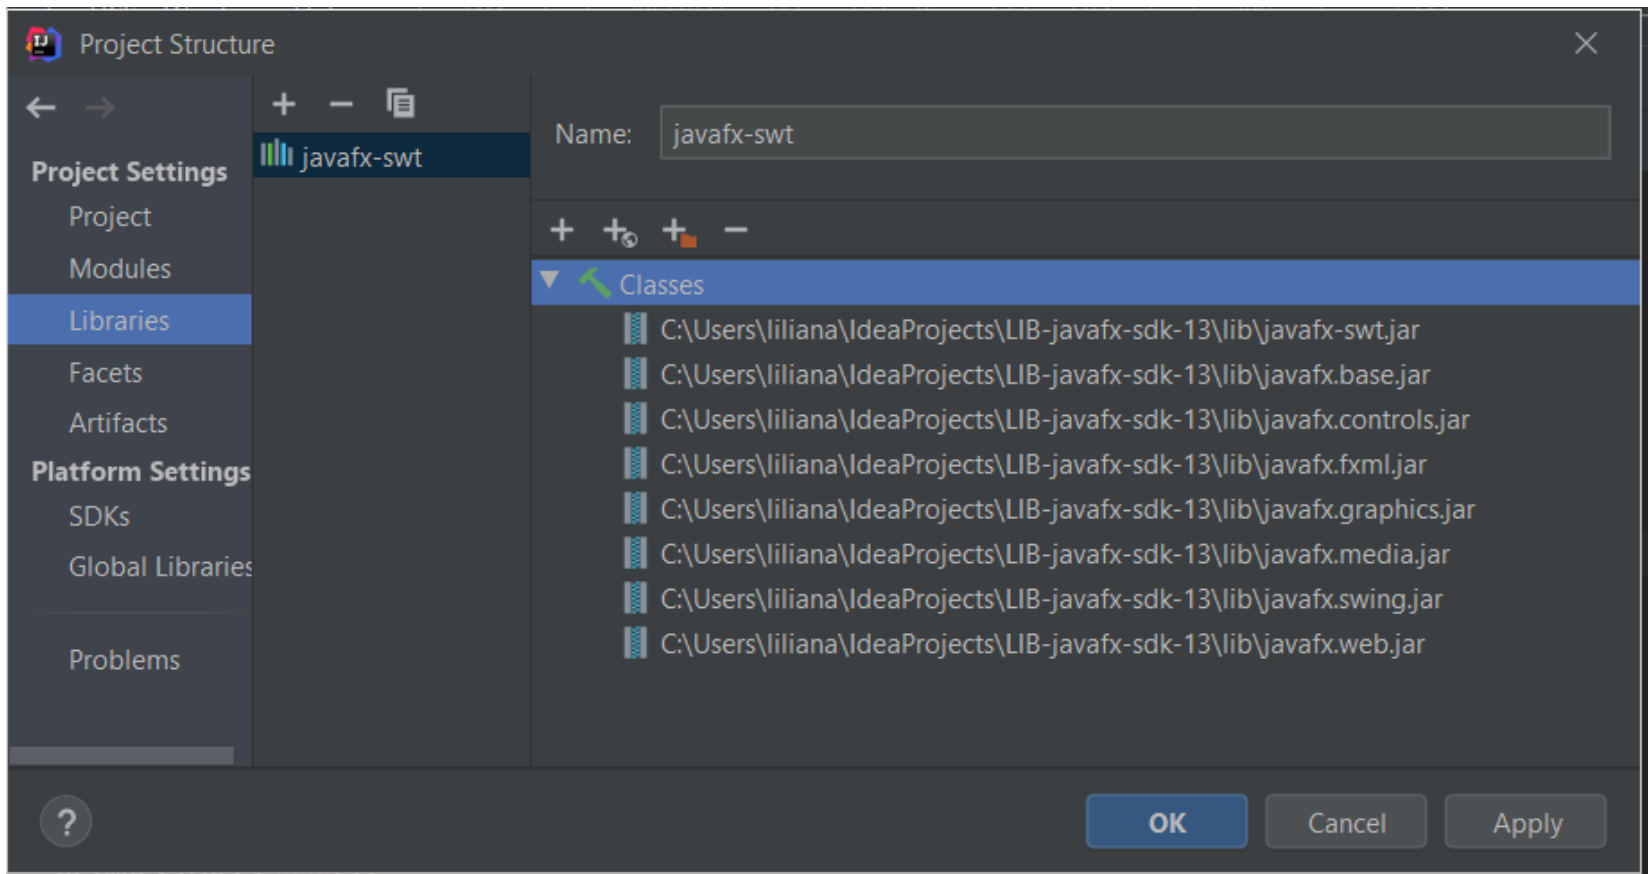 Project Structure
Project Settings
Project
Modules
Libraries
Facets
Artifacts
Platform Settings
SDKs
Global Libraries
Problems
javafx-swt
Name: javafx-swt
Classes
C:\Users\liliana\IdeaProjects\LIB-javafx-sdk-13\lib\javafx-swt.jar
C:\Users\liliana\IdeaProjects\LIB-javafx-sdk-13\lib\javafx.base.jar
C:\Users\liliana\IdeaProjects\LIB-javafx-sdk-13\lib\javafx.controls.jar
C:\Users\liliana\IdeaProjects\LIB-javafx-sdk-13\lib\javafx.fxml.jar
C:\Users\liliana\IdeaProjects\LIB-javafx-sdk-13\lib\javafx.graphics.jar
C:\Users\liliana\IdeaProjects\LIB-javafx-sdk-13\lib\javafx.media.jar
C:\Users\liliana\IdeaProjects\LIB-javafx-sdk-13\lib\javafx.swing.jar
C:\Users\liliana\IdeaProjects\LIB-javafx-sdk-13\lib\javafx.web.jar
?
OK
Cancel
Apply